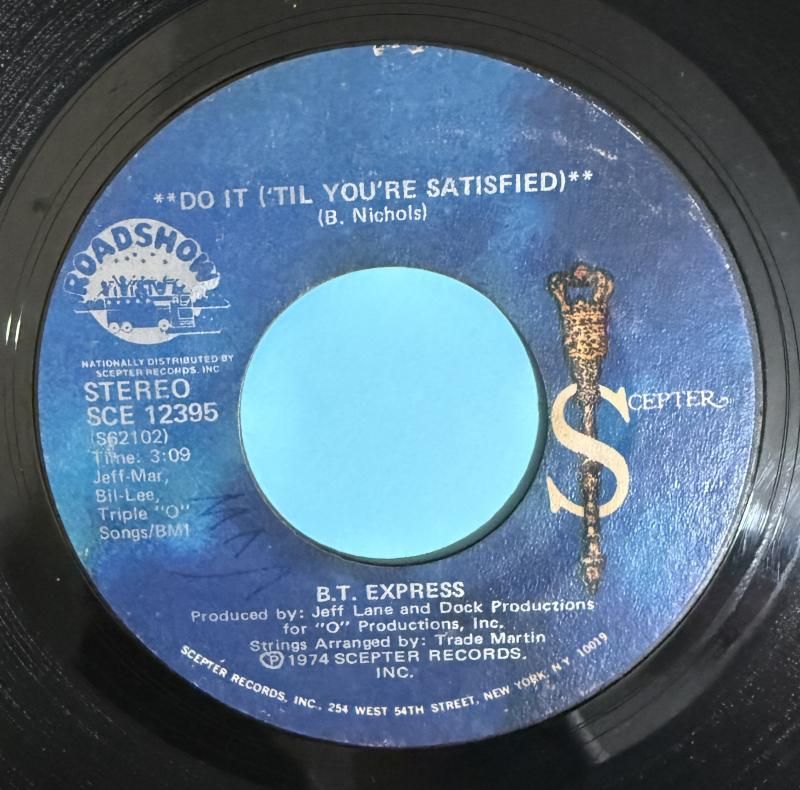 **DO IT ('TIL YOU'RE SATISFIED)**
(B. Nichols)
ROADSHOW
NATIONALLY DISTRIBUTED BY
SCEPTER RECORDS, INC
STEREO
SCE 12395
(S62102)
Time: 3:09
Jeff-Mar,
Bil-Lee,
Triple "O"
Songs/BMI
SCEPTER
B.T. EXPRESS
Produced by: Jeff Lane and Dock Productions
for "O" Productions, Inc.
Strings Arranged by: Trade Martin
Ⓟ 1974 SCEPTER RECORDS,
INC.
SCEPTER RECORDS, INC., 254 WEST 54TH STREET, NEW YORK, N.Y. 10019